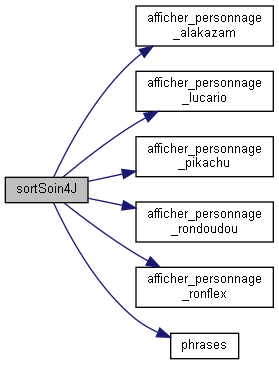 afficher_personnage
_alakazam
afficher_personnage
_lucario
afficher_personnage
_pikachu
sortSoin4J
afficher_personnage
_rondoudou
afficher_personnage
_ronflex
phrases